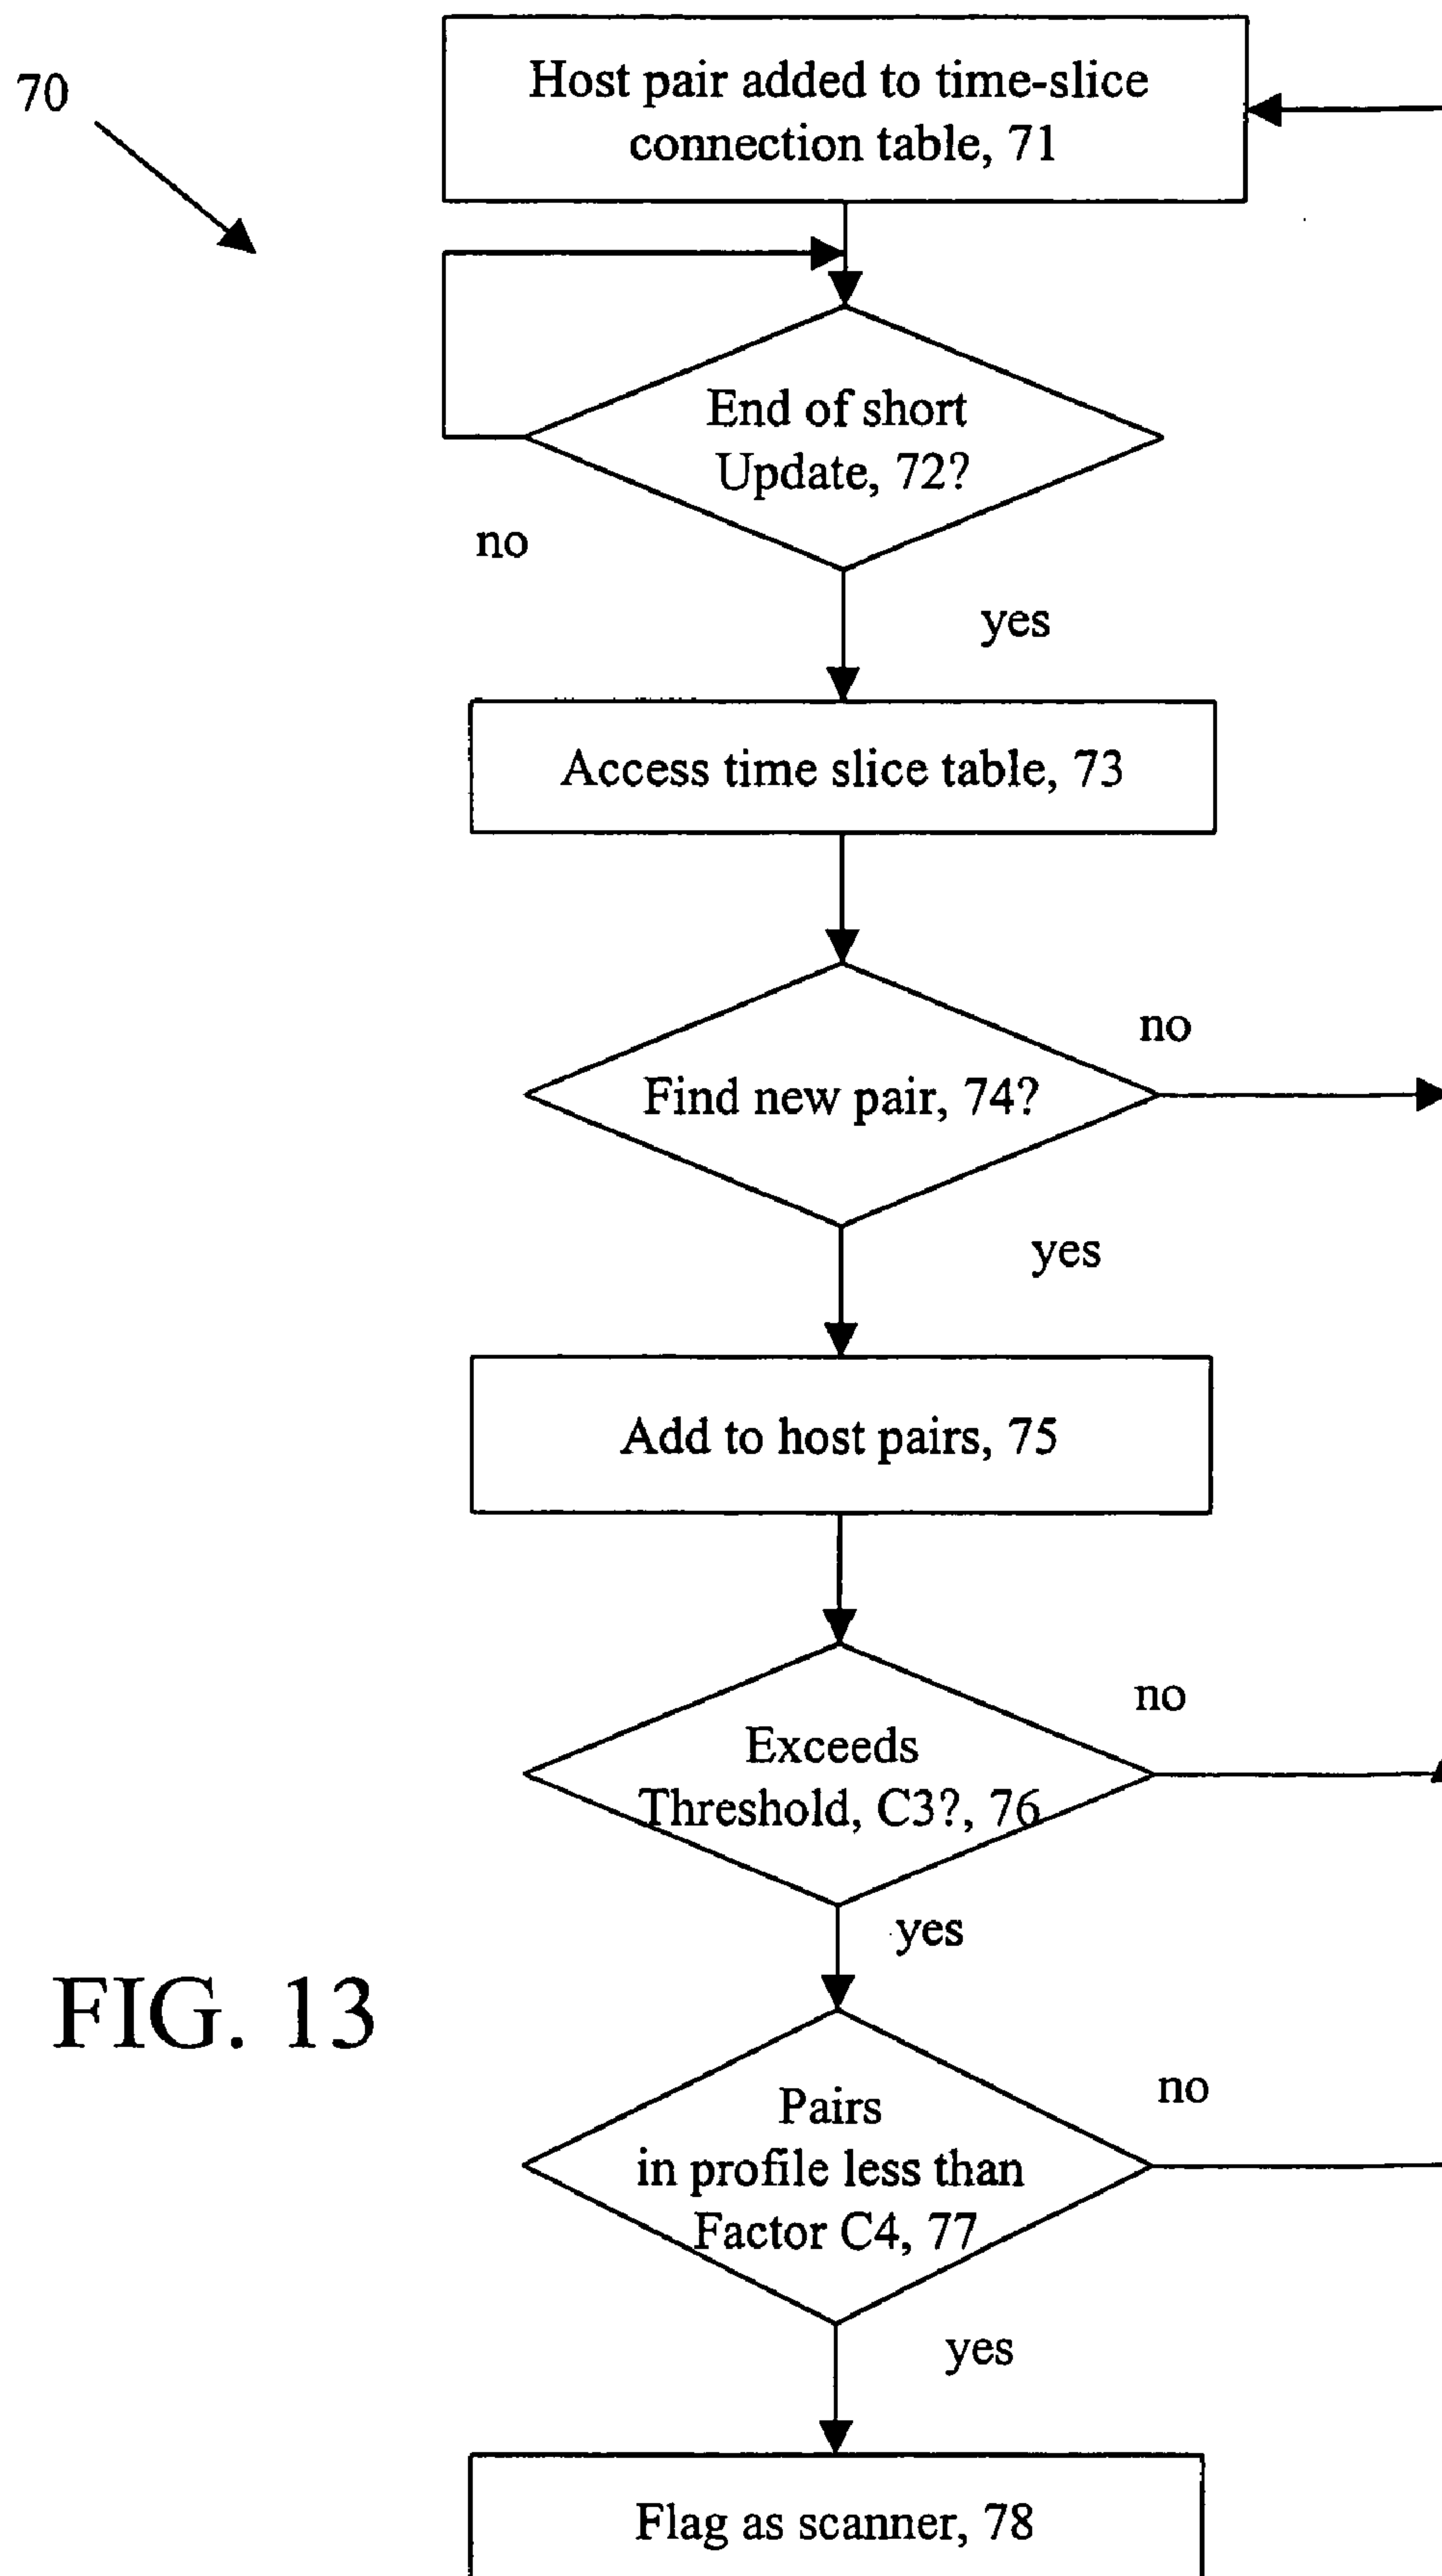 70
Host pair added to time-slice
connection table, 71
End of short
Update, 72?
no
yes
Access time slice table, 73
no
Find new pair, 74?
yes
Add to host pairs, 75
no
Exceeds
Threshold, C3?, 76
yes
FIG. 13
no
Pairs
in profile less than
Factor C4, 77
yes
Flag as scanner, 78